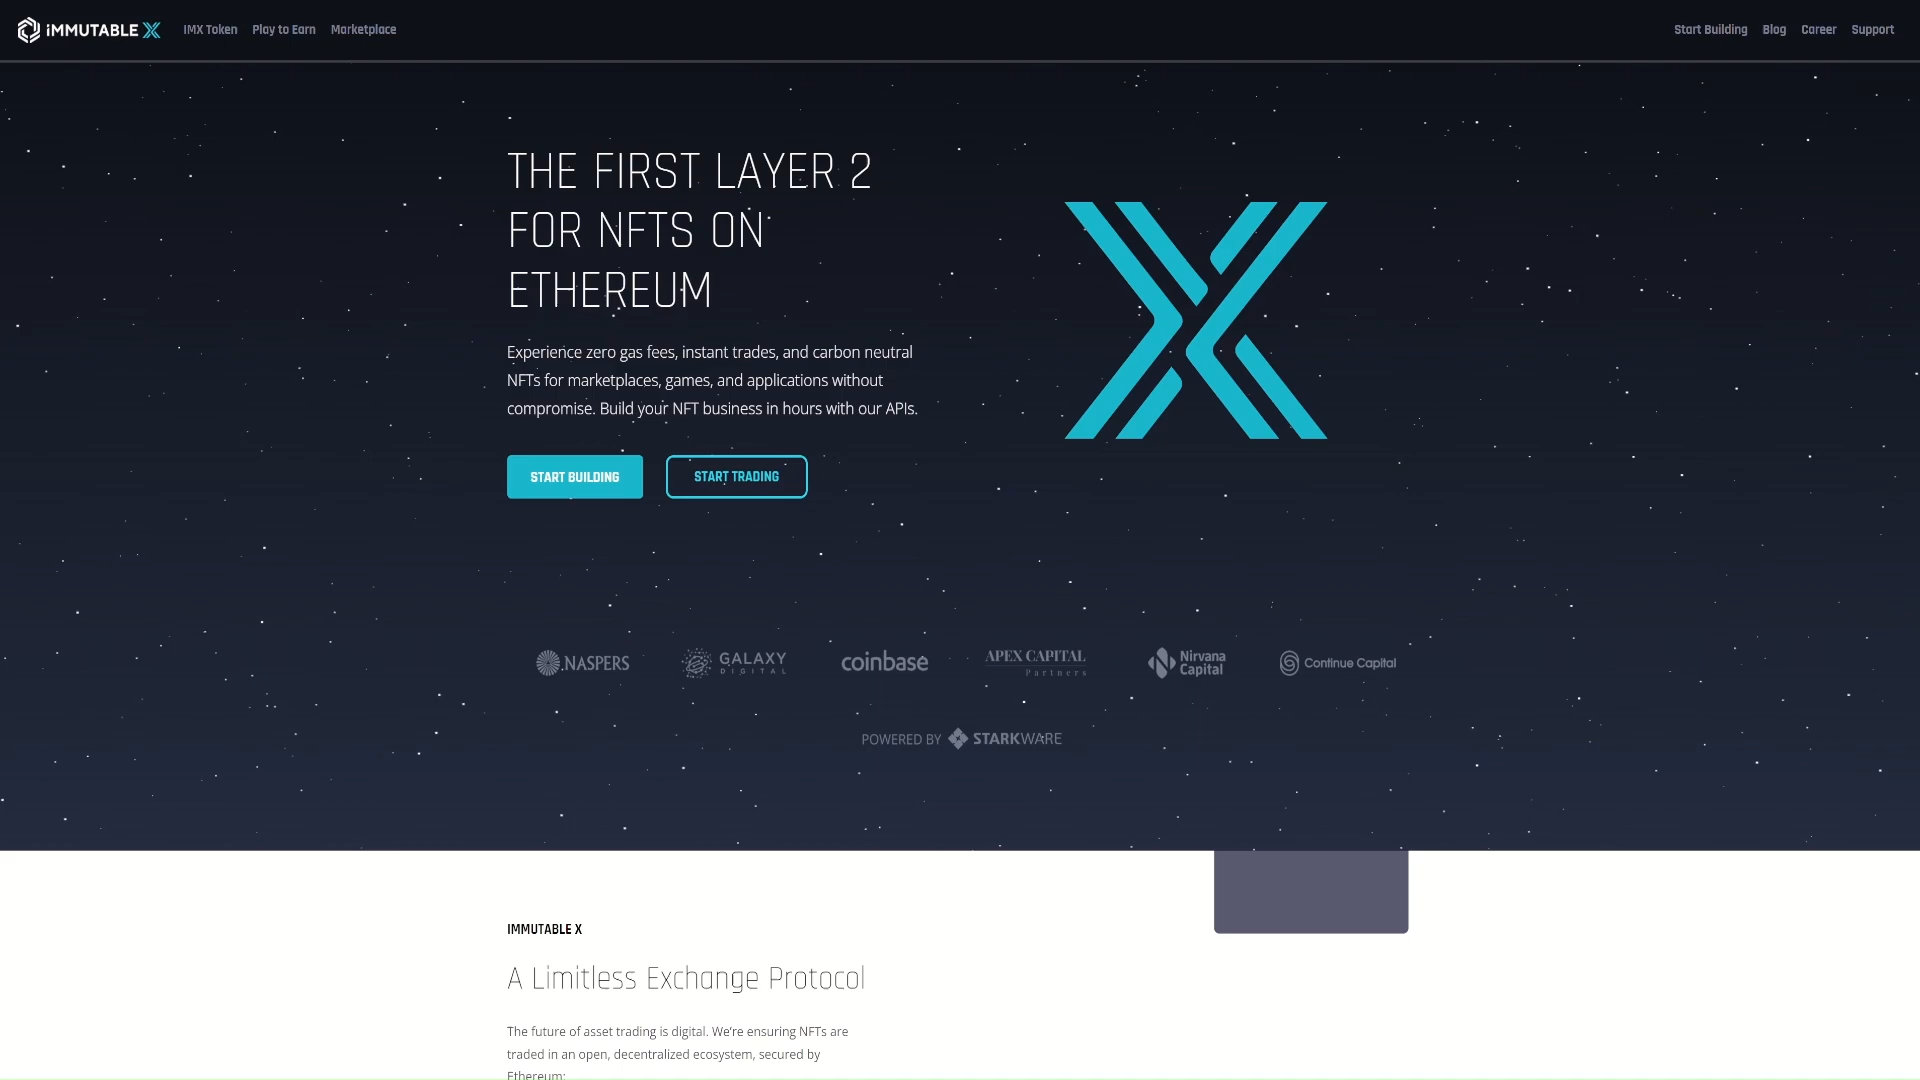 iMMUTABLE X
IMX Token
Play to Earn
Marketplace
Start Building
Blog
Career
Support
THE FIRST LAYER 2
FOR NFTS ON
ETHEREUM
Experience zero gas fees, instant trades, and carbon neutral
NFTs for marketplaces, games, and applications without
compromise. Build your NFT business in hours with our APIs.
START BUILDING
START TRADING
NASPERS
GALAXY
DIGITAL
coinbase
APEX CAPITAL
Partners
Nirvana
Capital
Continue Capital
POWERED BY STARKWARE
IMMUTABLE X
A Limitless Exchange Protocol
The future of asset trading is digital. We’re ensuring NFTs are
traded in an open, decentralized ecosystem, secured by
Ethereum: